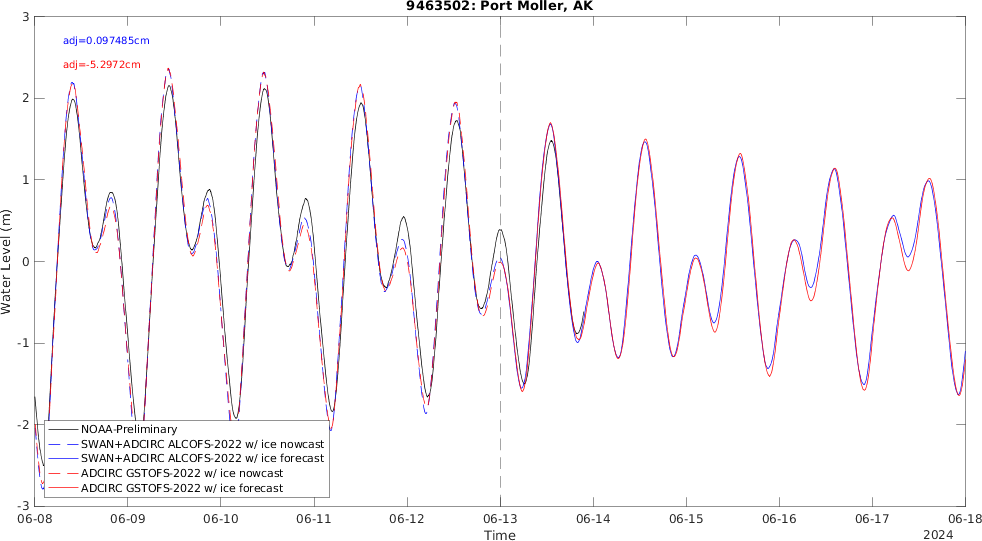 9463502: Port Moller, AK
3
adj=0.097485cm
adj=-5.2972cm
2
1
0
-1
-2
-3
Water Level (m)
NOAA-Preliminary
SWAN+ADCIRC ALCOFS-2022 w/ ice nowcast
SWAN+ADCIRC ALCOFS-2022 w/ ice forecast
ADCIRC GSTOFS-2022 w/ ice nowcast
ADCIRC GSTOFS-2022 w/ ice forecast
06-08 06-09 06-10 06-11 06-12 06-13 06-14 06-15 06-16 06-17 06-18
Time
2024